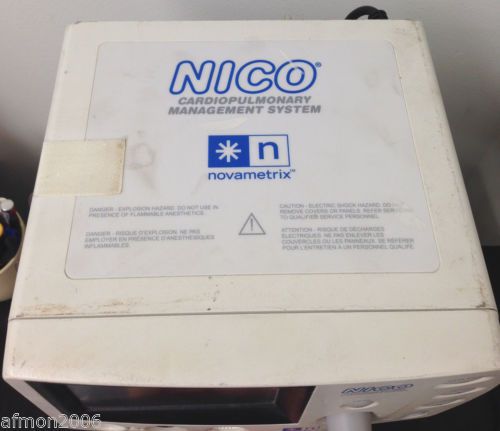 NICO®
CARDIOPULMONARY
MANAGEMENT SYSTEM
n
novametrix™
DANGER - EXPLOSION HAZARD. DO NOT USE IN
PRESENCE OF FLAMMABLE ANESTHETICS.
DANGER - RISQUE D'EXPLOSION. NE PAS
EMPLOYER EN PRÉSENCE D'ANESTHESIQUES
INFLAMMABLES.
CAUTION - ELECTRIC SHOCK HAZARD. DO
REMOVE COVERS OR PANELS. REFER
TO QUALIFIED SERVICE PERSONNEL.
ATTENTION - RISQUE DE DÉCHARGES
ÉLECTRIQUES. NE PAS ENLEVER LES
COUVERCLES OU LES PANNEAUX. SE RÉFÉRER
POUR L'ENTRETIEN À UN PERSONNEL QUALIFIÉ.
NICO
afmon2006